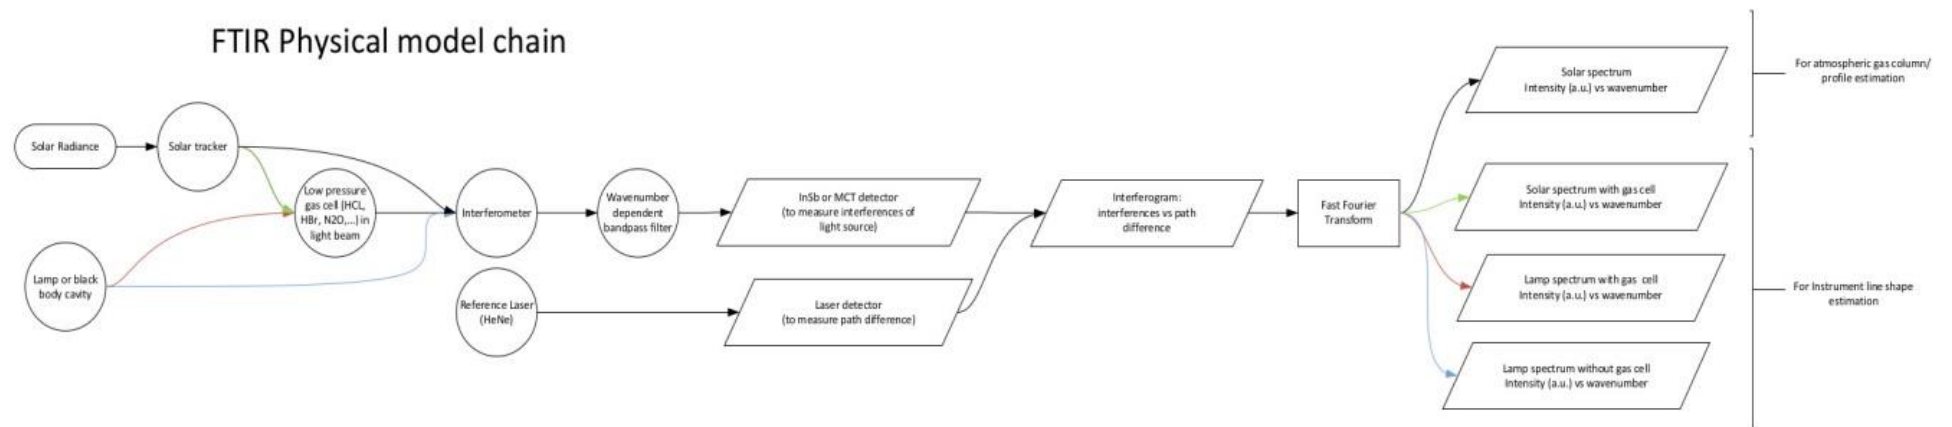 FTIR Physical model chain
Solar Radiance
Solar tracker
Low pressure
gas cell (HCL,
HBr, N2O,...) in
light beam
Lamp or black
body cavity
Interferometer
Reference Laser
(HeNe)
Wavenumber
dependent
bandpass filter
InSb or MCT detector
(to measure interferences of
light source)
Laser detector
(to measure path difference)
Interferogram:
interferences vs path
difference
Fast Fourier
Transform
Solar spectrum
Intensity (a.u.) vs wavenumber
Solar spectrum with gas cell
Intensity (a.u.) vs wavenumber
Lamp spectrum with gas cell
Intensity (a.u.) vs wavenumber
Lamp spectrum without gas cell
Intensity (a.u.) vs wavenumber
For atmospheric gas column/
profile estimation
For Instrument line shape
estimation